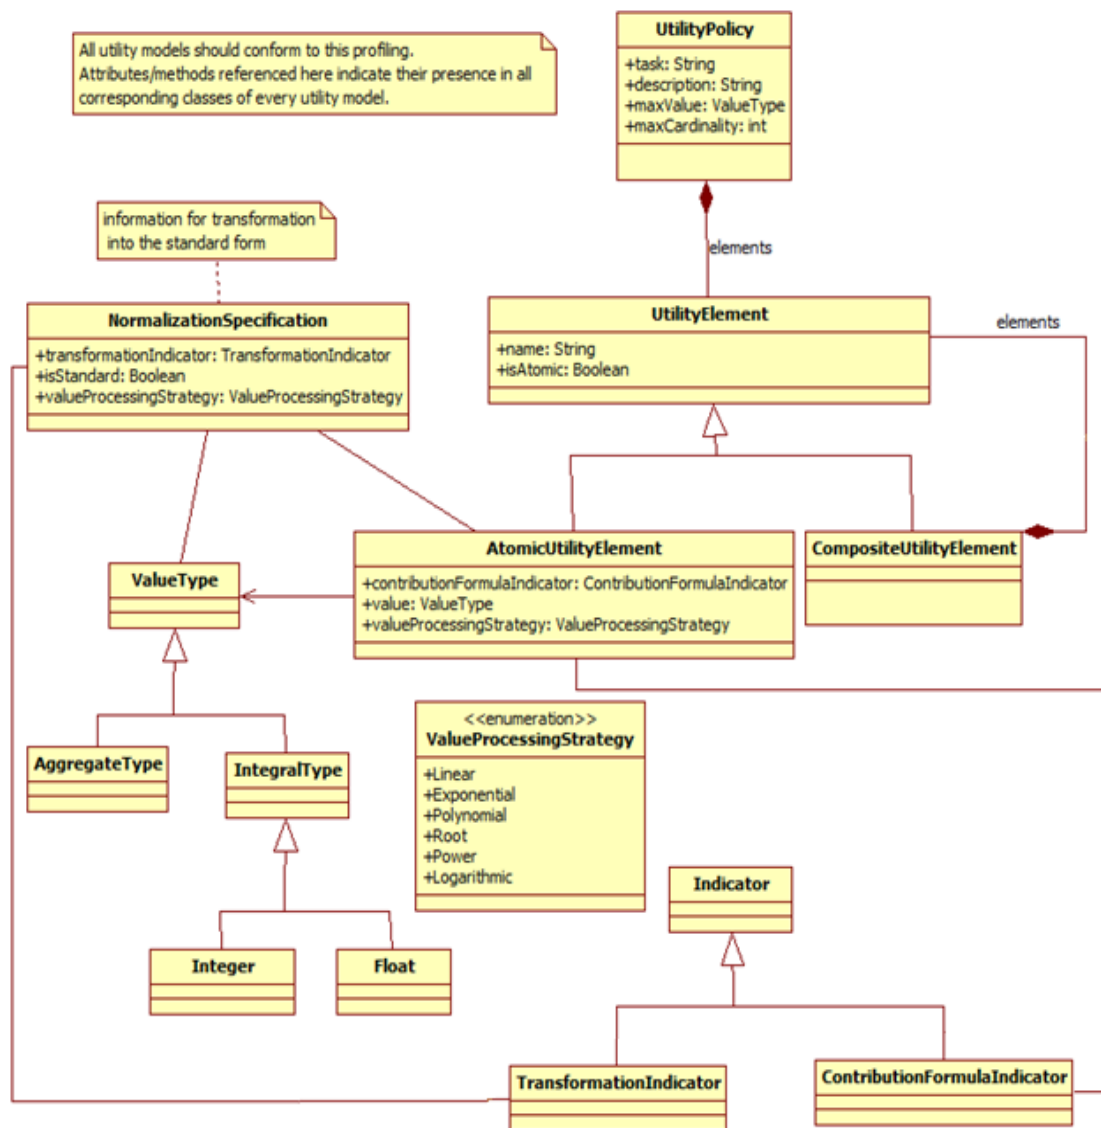 All utility models should conform to this profiling.
Attributes/methods referenced here indicate their presence in all
corresponding classes of every utility model.
UtilityPolicy
+task: String
+description: String
+maxValue: ValueType
+maxCardinality: int
information for transformation
into the standard form
elements
NormalizationSpecification
+transformationIndicator: TransformationIndicator
+isStandard: Boolean
+valueProcessingStrategy: ValueProcessingStrategy
UtilityElement
+name: String
+isAtomic: Boolean
elements
AtomicUtilityElement
+contributionFormulaIndicator: ContributionFormulaIndicator
+value: ValueType
+valueProcessingStrategy: ValueProcessingStrategy
CompositeUtilityElement
ValueType
AggregateType
IntegralType
<<enumeration>>
ValueProcessingStrategy
+Linear
+Exponential
+Polynomial
+Root
+Power
+Logarithmic
Indicator
Integer
Float
TransformationIndicator
ContributionFormulaIndicator